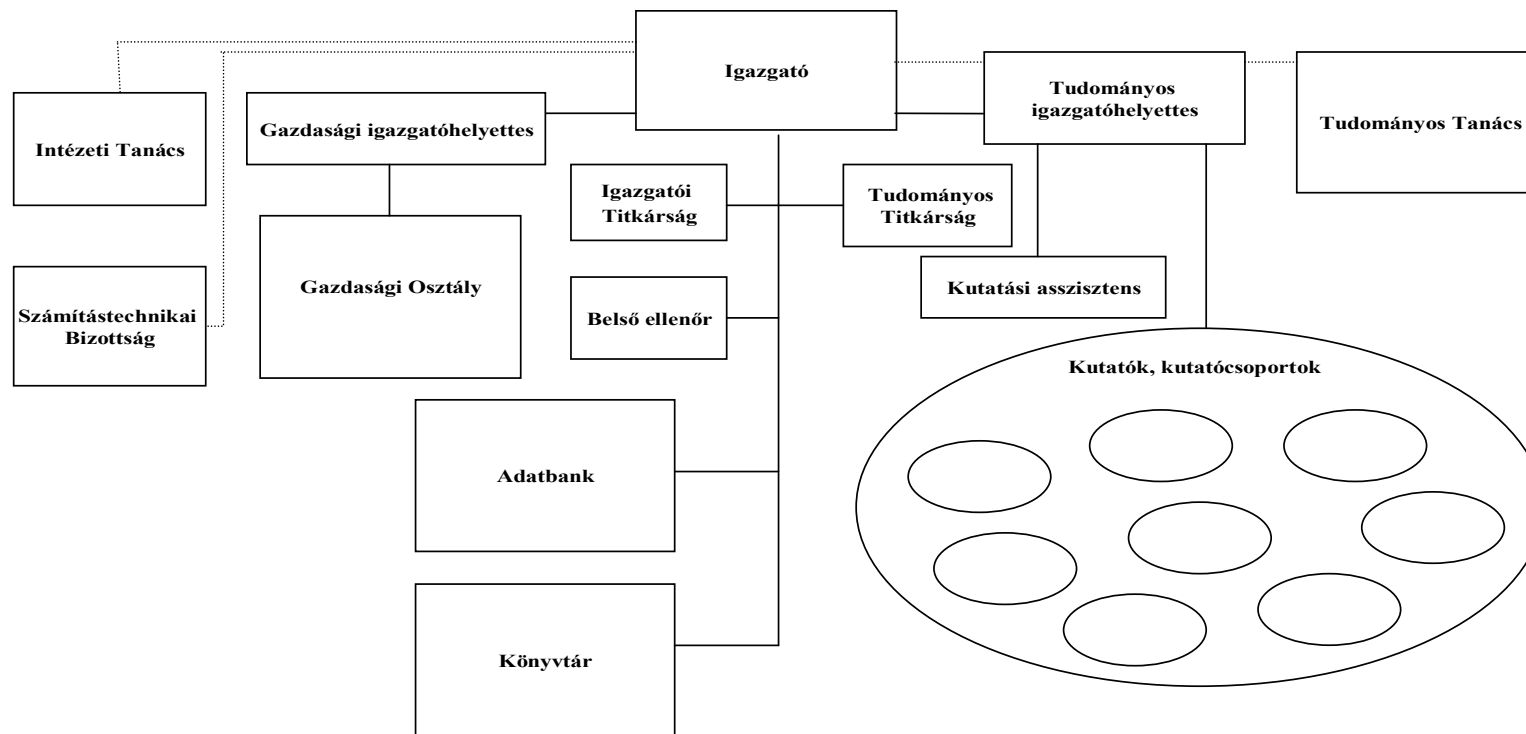 Igazgató
Tudományos
igazgatóhelyettes
Tudományos Tanács
Gazdasági igazgatóhelyettes
Intézeti Tanács
Igazgatói
Titkárság
Tudományos
Titkárság
Gazdasági Osztály
Kutatási asszisztens
Számítástechnikai
Bizottság
Belső ellenőr
Kutatók, kutatócsoportok
Adatbank
Könyvtár